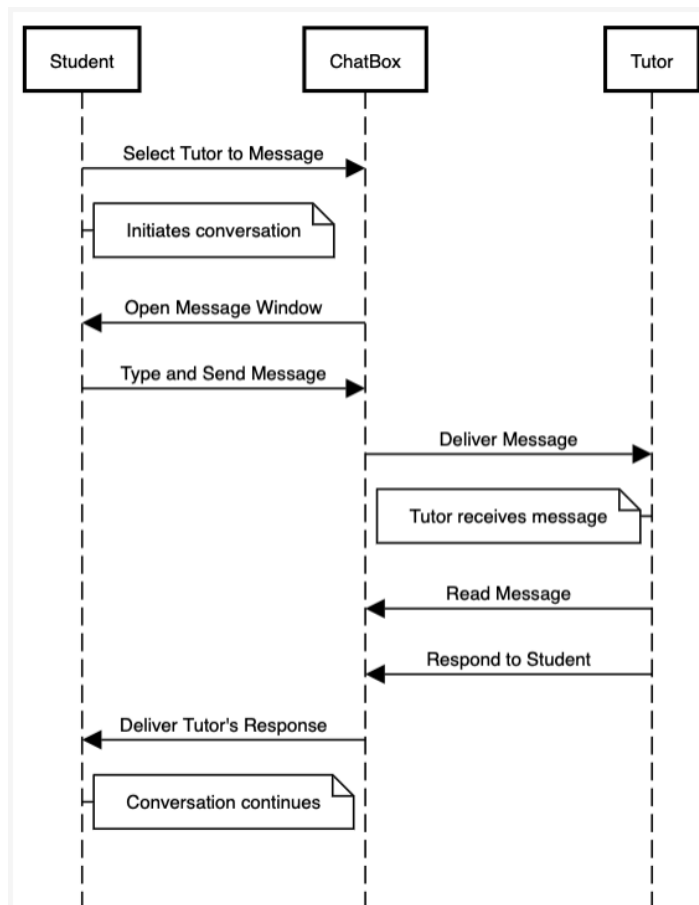 Student
ChatBox
Tutor
Select Tutor to Message
Initiates conversation
Open Message Window
Type and Send Message
Deliver Message
Tutor receives message
Read Message
Respond to Student
Deliver Tutor's Response
Conversation continues